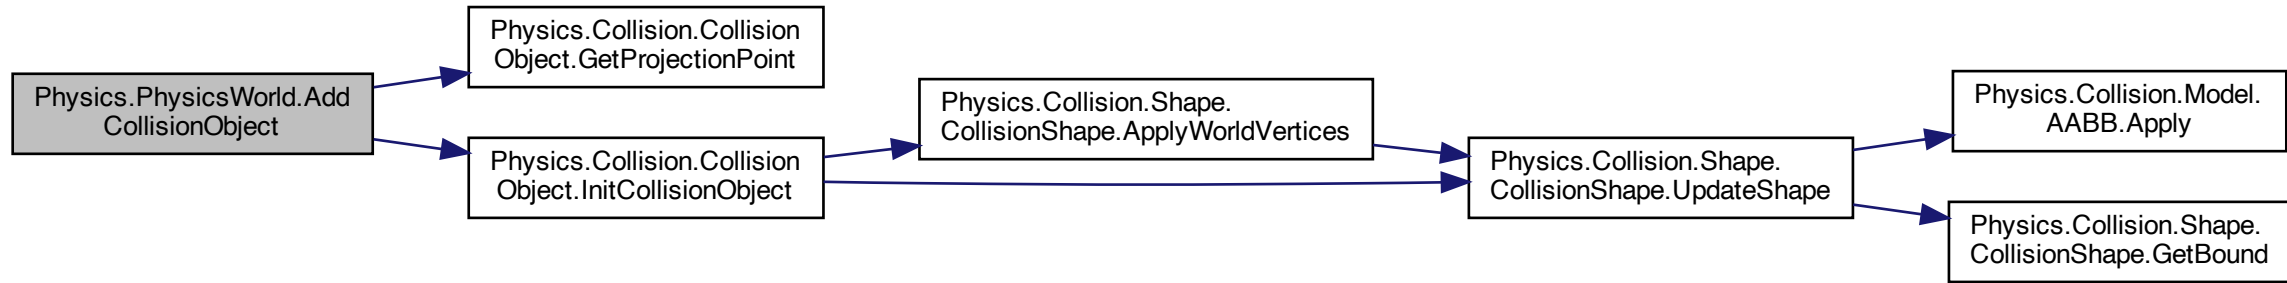 Physics.PhysicsWorld.Add
CollisionObject
Physics.Collision.Collision
Object.GetProjectionPoint
Physics.Collision.Collision
Object.InitCollisionObject
Physics.Collision.Shape.
CollisionShape.ApplyWorldVertices
Physics.Collision.Shape.
CollisionShape.UpdateShape
Physics.Collision.Model.
AABB.Apply
Physics.Collision.Shape.
CollisionShape.GetBound